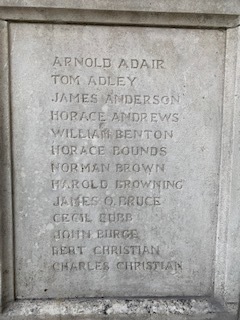 ARNOLD ADAIR
TOM ADLEY
JAMES ANDERSON
HORACE ANDREWS
WILLIAM BENTON
HORACE BOUNDS
NORMAN BROWN
HAROLD BROWNING
JAMES O. BRUCE
CECIL BUBB
JOHN BURGE
BERT CHRISTIAN
CHARLES CHRISTIAN